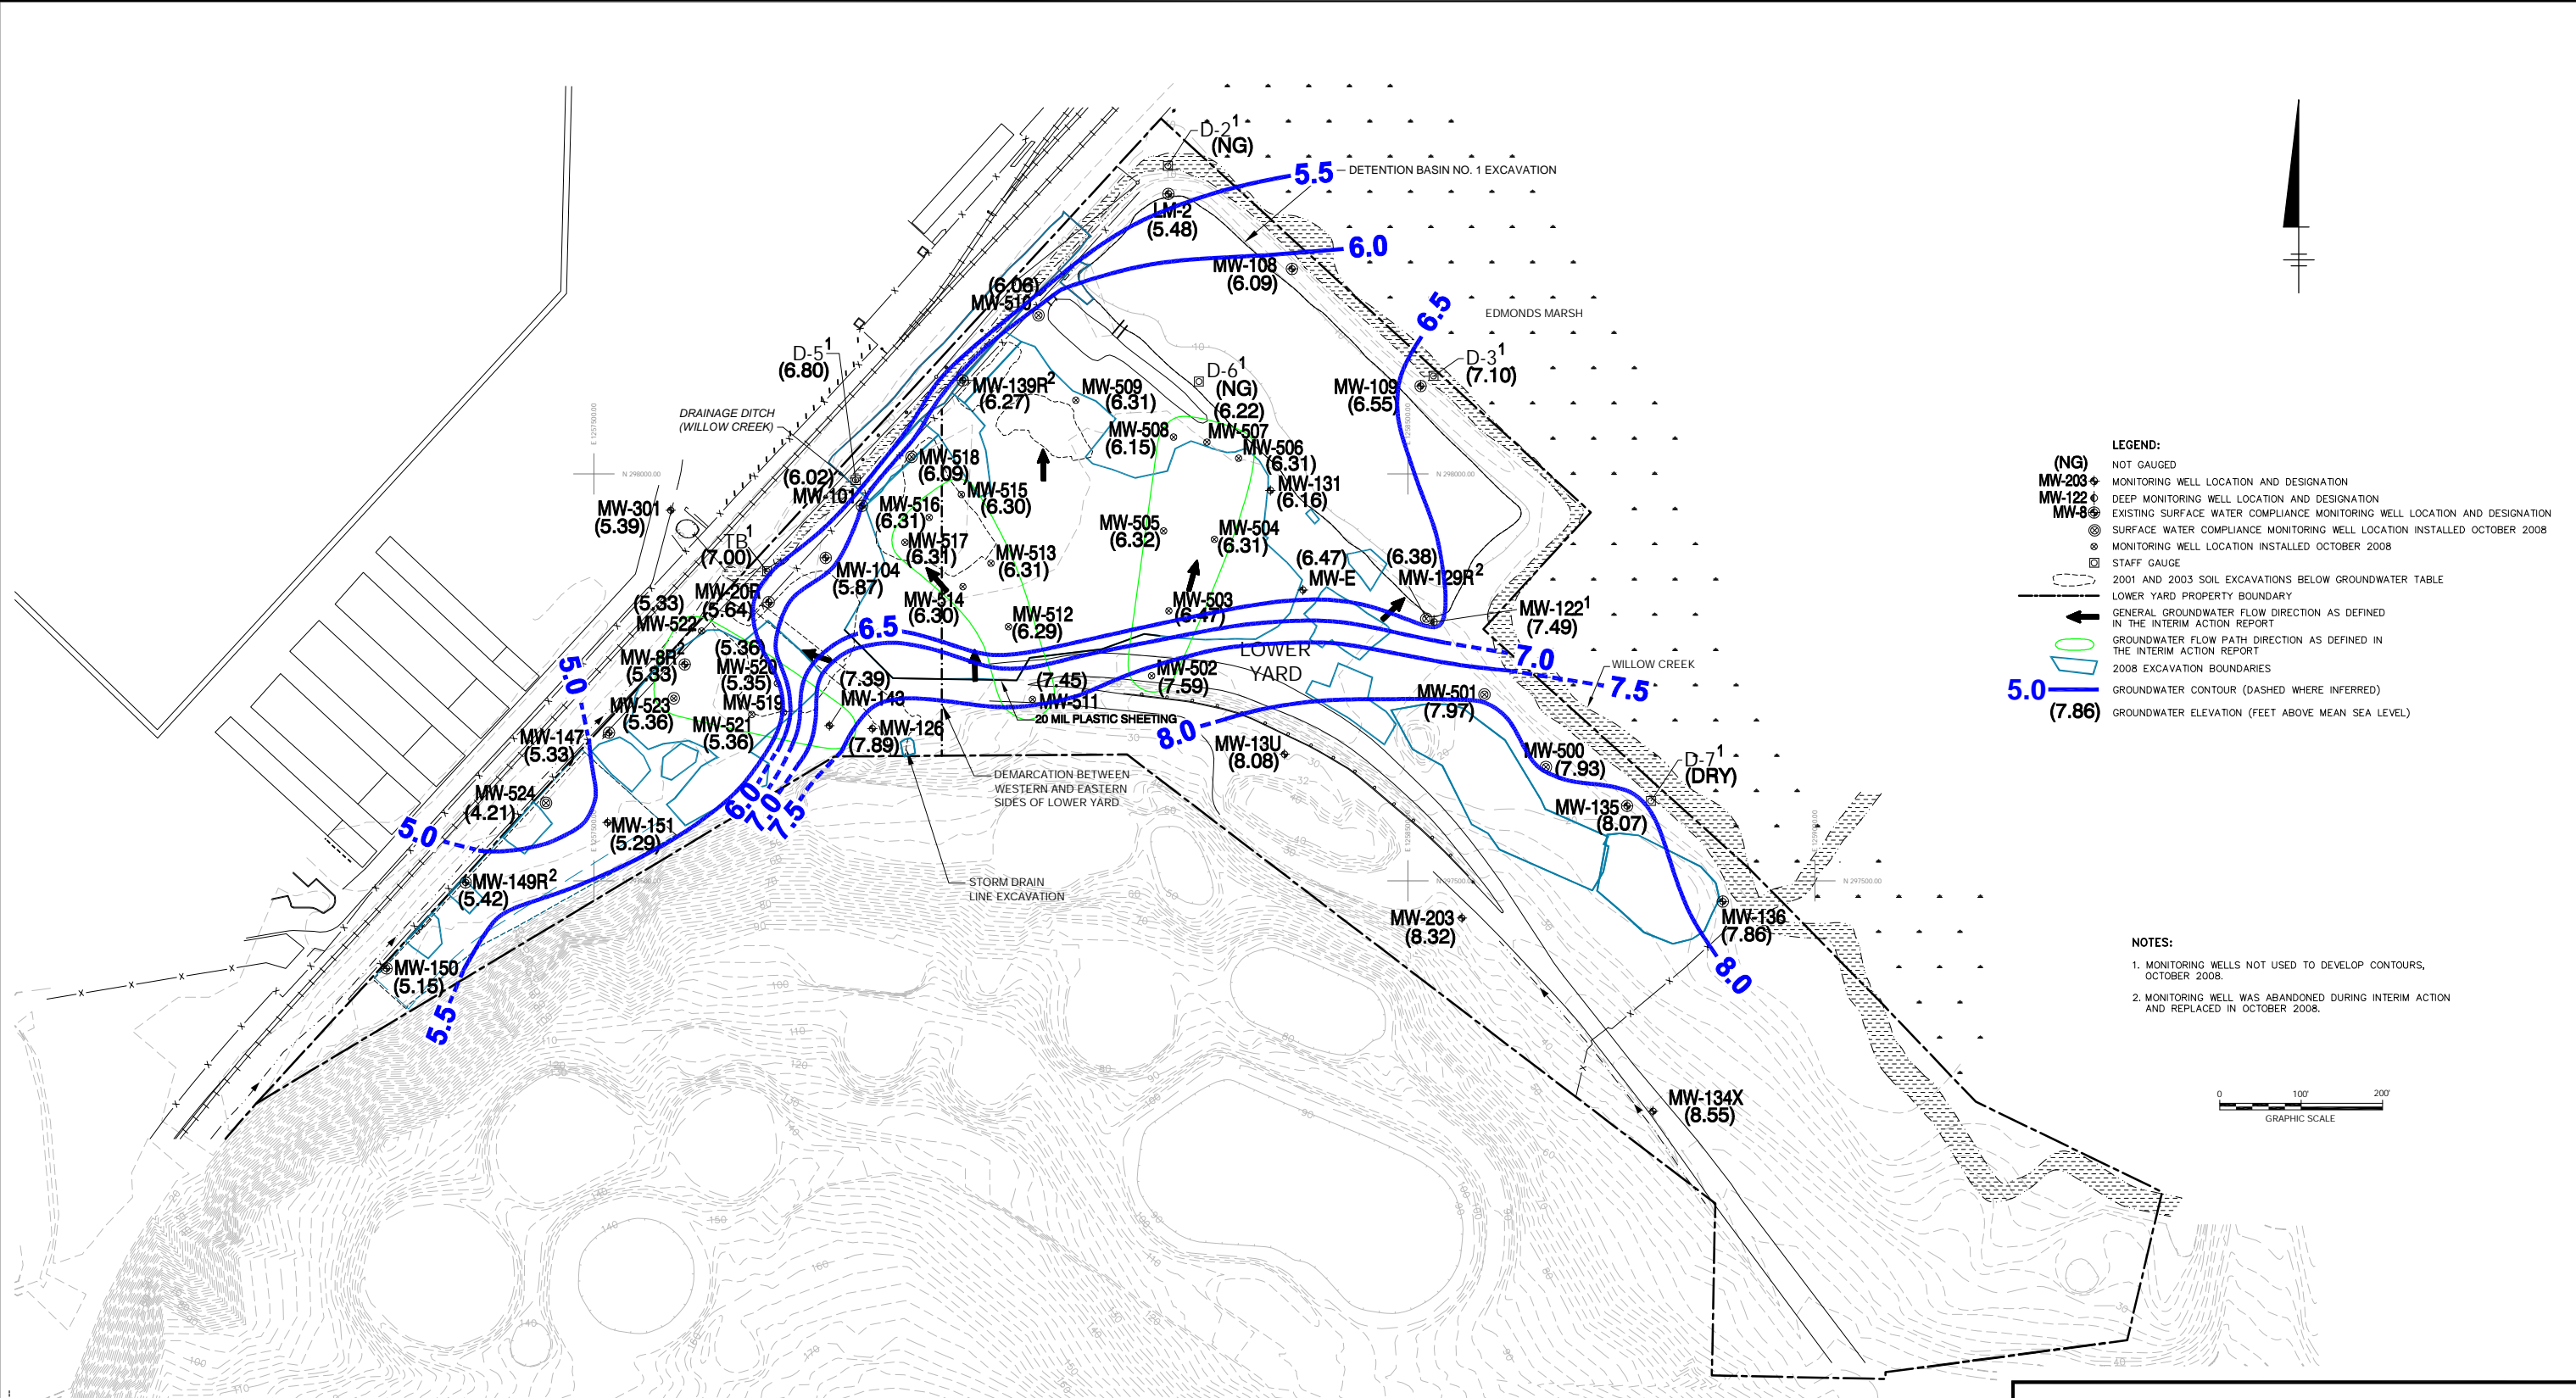 D-2¹
(NG)
5.5
DETENTION BASIN NO. 1 EXCAVATION
LM-2
(5.48)
6.0
MW-108
(6.09)
(6.06)
MW-510
6.5
EDMONDS MARSH
10
D-5¹
(6.80)
D-6¹
(NG)
D-3¹
(7.10)
MW-139R²
(6.27)
MW-509
(6.31)
MW-109
(6.55)
DRAINAGE DITCH
(WILLOW CREEK)
E 1257500.00
(6.22)
MW-507
MW-508
(6.15)
MW-506
(6.31)
MW-518
(6.09)
N 298000.00
N 298000.00
(6.02)
MW-101
MW-131
(6.16)
MW-515
(6.30)
MW-516
(6.31)
MW-301
(5.39)
MW-505
(6.32)
MW-504
(6.31)
TB¹
(7.00)
MW-517
(6.31)
MW-513
(6.31)
(6.47)
MW-E
(6.38)
MW-129R²
MW-104
(5.87)
MW-20R
(5.64)
(5.33)
MW-522
MW-514
(6.30)
MW-512
(6.29)
MW-503
(6.47)
MW-122¹
(7.49)
6.5
LOWER
YARD
7.0
WILLOW CREEK
7.5
5.0
MW-8R²
(5.33)
(5.36)
MW-520
(5.35)
MW-519
(7.39)
MW-143
(7.45)
MW-511
MW-502
(7.59)
20 MIL PLASTIC SHEETING
MW-501
(7.97)
MW-523
(5.36)
MW-521
(5.36)
MW-126
(7.89)
8.0
MW-147
(5.33)
MW-13U
(8.08)
MW-500
(7.93)
D-7¹
(DRY)
DEMARCATION BETWEEN
WESTERN AND EASTERN
SIDES OF LOWER YARD
MW-524
(4.21)
6.0
7.0
7.5
MW-135
(8.07)
5.0
MW-151
(5.29)
MW-149R²
(5.42)
STORM DRAIN
LINE EXCAVATION
N 297500.00
N 297500.00
MW-203
(8.32)
MW-136
(7.86)
8.0
MW-150
(5.15)
5.5
MW-134X
(8.55)
LEGEND:
(NG) NOT GAUGED
MW-203 MONITORING WELL LOCATION AND DESIGNATION
MW-122 DEEP MONITORING WELL LOCATION AND DESIGNATION
MW-8 EXISTING SURFACE WATER COMPLIANCE MONITORING WELL LOCATION AND DESIGNATION
SURFACE WATER COMPLIANCE MONITORING WELL LOCATION INSTALLED OCTOBER 2008
MONITORING WELL LOCATION INSTALLED OCTOBER 2008
STAFF GAUGE
2001 AND 2003 SOIL EXCAVATIONS BELOW GROUNDWATER TABLE
LOWER YARD PROPERTY BOUNDARY
GENERAL GROUNDWATER FLOW DIRECTION AS DEFINED
IN THE INTERIM ACTION REPORT
GROUNDWATER FLOW PATH DIRECTION AS DEFINED IN
THE INTERIM ACTION REPORT
2008 EXCAVATION BOUNDARIES
5.0 GROUNDWATER CONTOUR (DASHED WHERE INFERRED)
(7.86) GROUNDWATER ELEVATION (FEET ABOVE MEAN SEA LEVEL)
NOTES:
1. MONITORING WELLS NOT USED TO DEVELOP CONTOURS,
OCTOBER 2008.
2. MONITORING WELL WAS ABANDONED DURING INTERIM ACTION
AND REPLACED IN OCTOBER 2008.
0 100' 200'
GRAPHIC SCALE